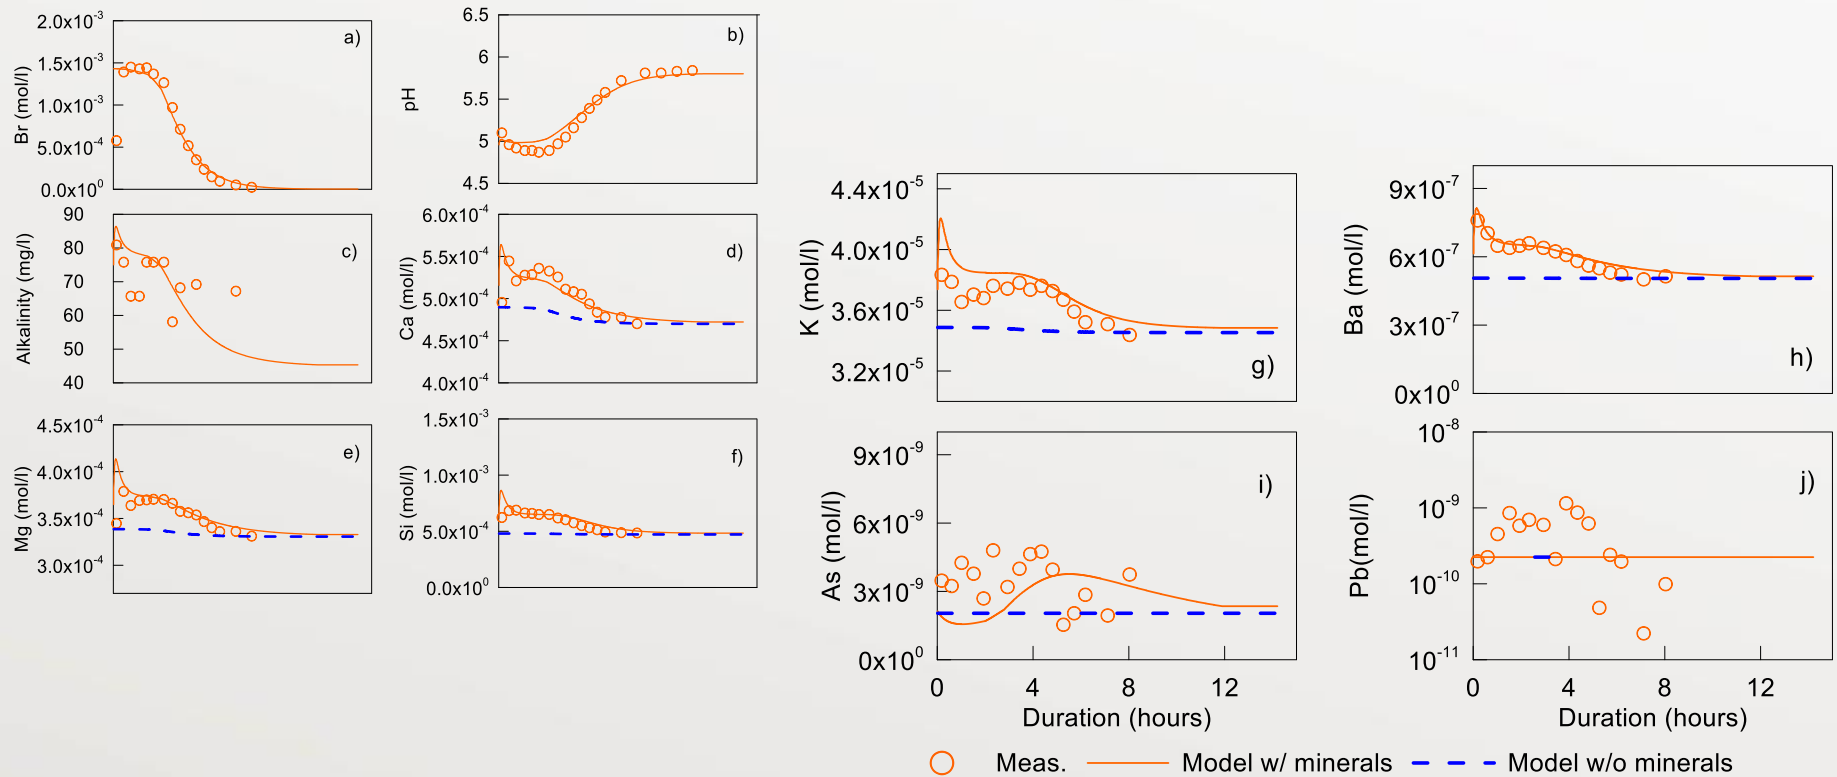 a)
Br (mol/l)
2.0x10⁻³
1.5x10⁻³
1.0x10⁻³
5.0x10⁻⁴
0.0x10⁰
b)
pH
6.5
6
5.5
5
4.5
c)
Alkalinity (mg/l)
90
80
70
60
50
40
d)
Ca (mol/l)
6.0x10⁻⁴
5.5x10⁻⁴
5.0x10⁻⁴
4.5x10⁻⁴
4.0x10⁻⁴
e)
Mg (mol/l)
4.5x10⁻⁴
4.0x10⁻⁴
3.5x10⁻⁴
3.0x10⁻⁴
f)
Si (mol/l)
1.5x10⁻³
1.0x10⁻³
5.0x10⁻⁴
0.0x10⁰
g)
K (mol/l)
4.4x10⁻⁵
4.0x10⁻⁵
3.6x10⁻⁵
3.2x10⁻⁵
h)
Ba (mol/l)
9x10⁻⁷
6x10⁻⁷
3x10⁻⁷
0x10⁰
i)
As (mol/l)
9x10⁻⁹
6x10⁻⁹
3x10⁻⁹
0x10⁰
0 4 8 12
Duration (hours)
j)
Pb(mol/l)
10⁻⁸
10⁻⁹
10⁻¹⁰
10⁻¹¹
0 4 8 12
Duration (hours)
Meas. Model w/ minerals Model w/o minerals